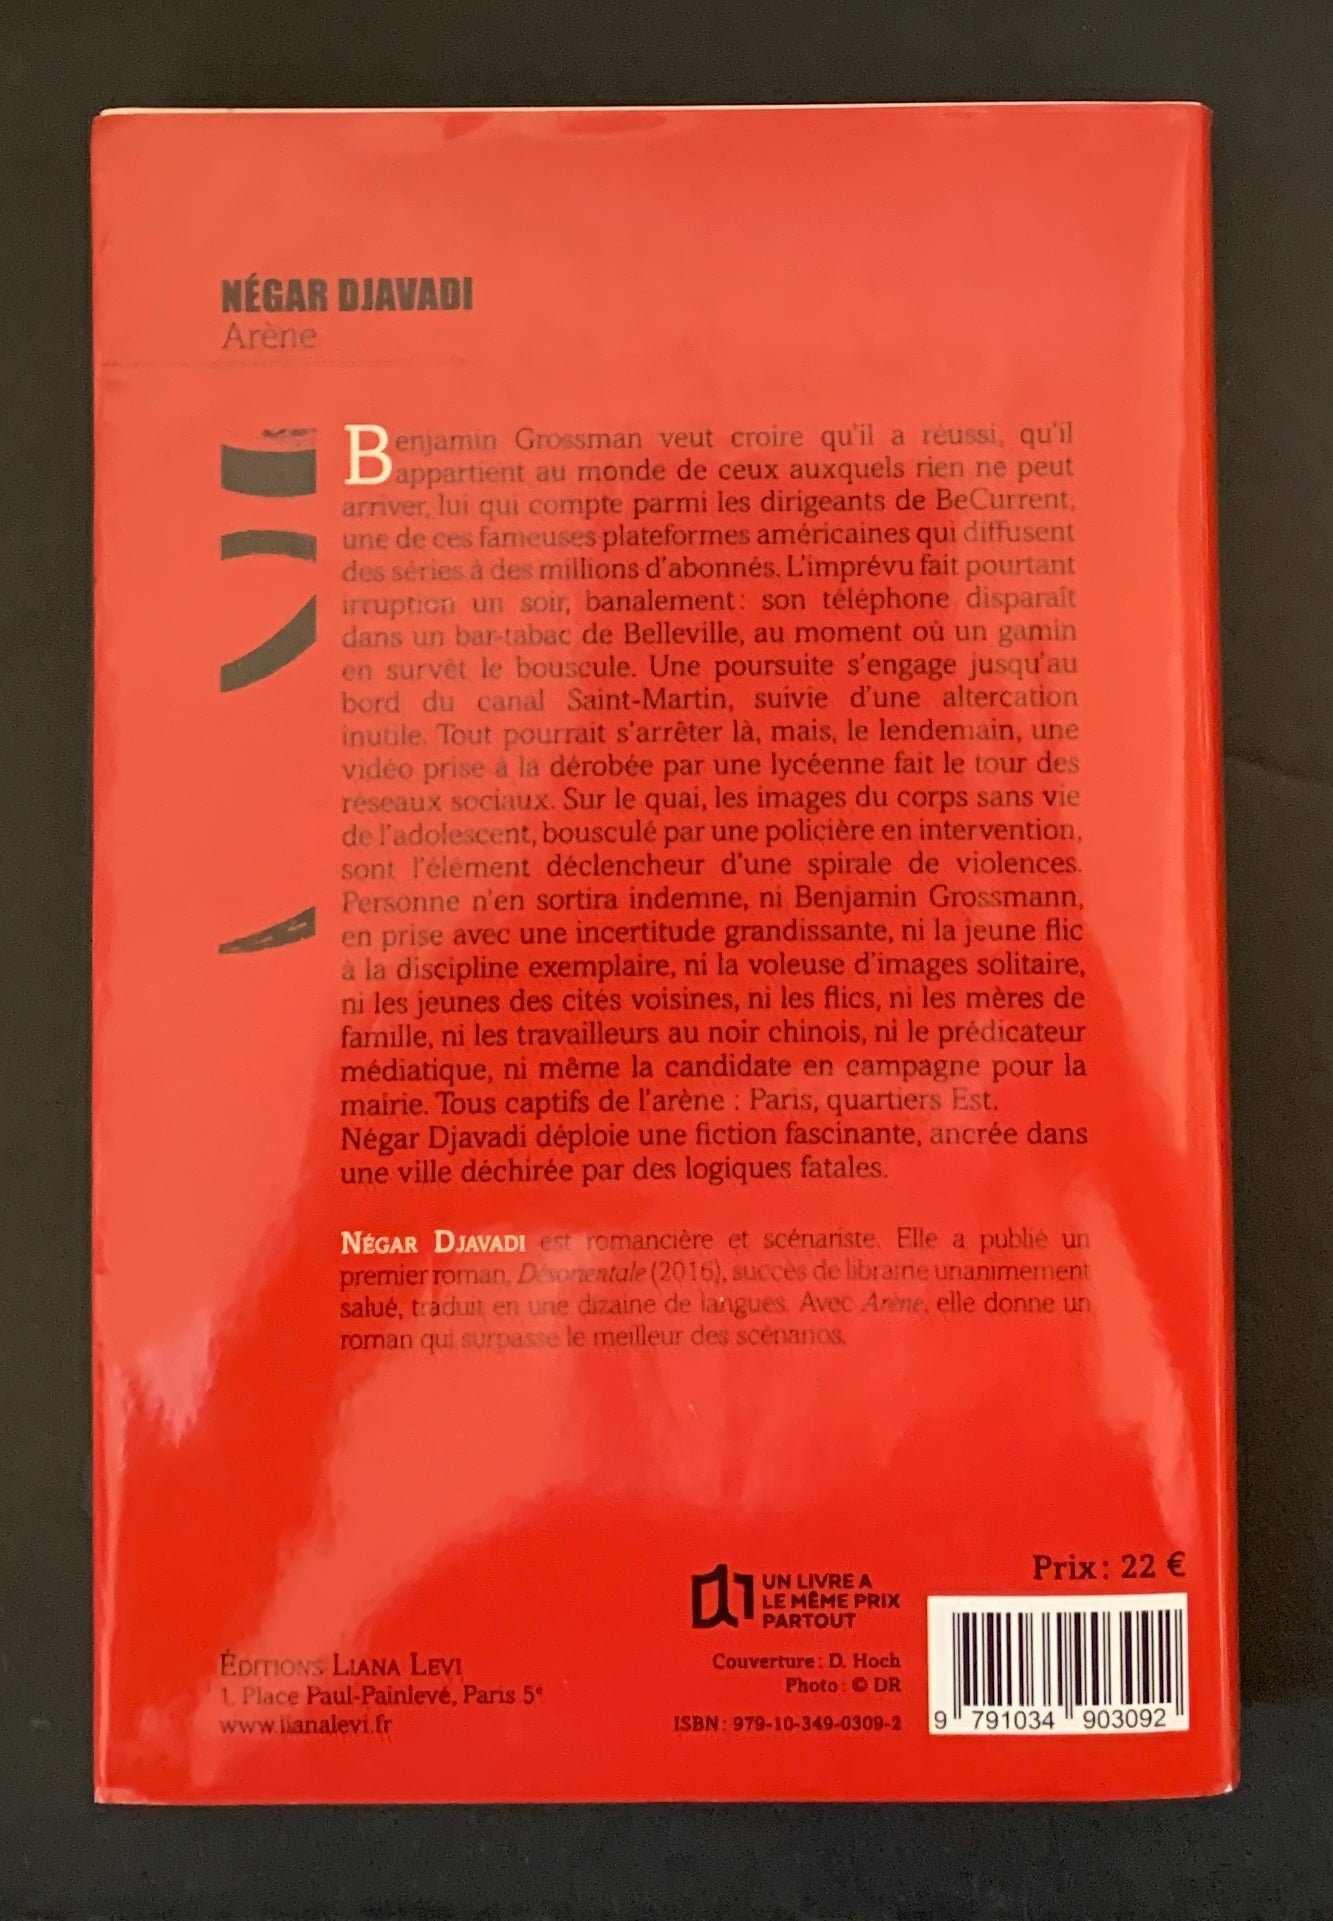 NÉGAR DJAVADI
Arène
Benjamin Grossman veut croire qu'il a réussi, qu'il
appartient au monde de ceux auxquels rien ne peut
arriver, lui qui compte parmi les dirigeants de BeCurrent,
une de ces fameuses plateformes américaines qui diffusent
des séries à des millions d'abonnés. L'imprévu fait pourtant
irruption un soir, banalement : son téléphone disparaît
dans un bar-tabac de Belleville, au moment où un gamin
en survêt le bouscule. Une poursuite s'engage jusqu'au
bord du canal Saint-Martin, suivie d'une altercation
inutile. Tout pourrait s'arrêter là, mais, le lendemain, une
vidéo prise à la dérobée par une lycéenne fait le tour des
réseaux sociaux. Sur le quai, les images du corps sans vie
de l'adolescent, bousculé par une policière en intervention,
sont l'élément déclencheur d'une spirale de violences.
Personne n'en sortira indemne, ni Benjamin Grossmann,
en prise avec une incertitude grandissante, ni la jeune flic
à la discipline exemplaire, ni la voleuse d'images solitaire,
ni les jeunes des cités voisines, ni les flics, ni les mères de
famille, ni les travailleurs au noir chinois, ni le prédicateur
médiatique, ni même la candidate en campagne pour la
mairie. Tous captifs de l'arène : Paris, quartiers Est.
Négar Djavadi déploie une fiction fascinante, ancrée dans
une ville déchirée par des logiques fatales.
NÉGAR DJAVADI est romancière et scénariste. Elle a publié un
premier roman, Désorientale (2016), succès de librairie unanimement
salué, traduit en une dizaine de langues. Avec Arène, elle donne un
roman qui surpasse le meilleur des scénarios.
Prix : 22 €
UN LIVRE A
LE MÊME PRIX
PARTOUT
Couverture : D. Hoch
Photo : © DR
ISBN : 979-10-349-0309-2
9 791034 903092
ÉDITIONS LIANA LEVI
1, Place Paul-Painlevé, Paris 5e
www.lianalevi.fr